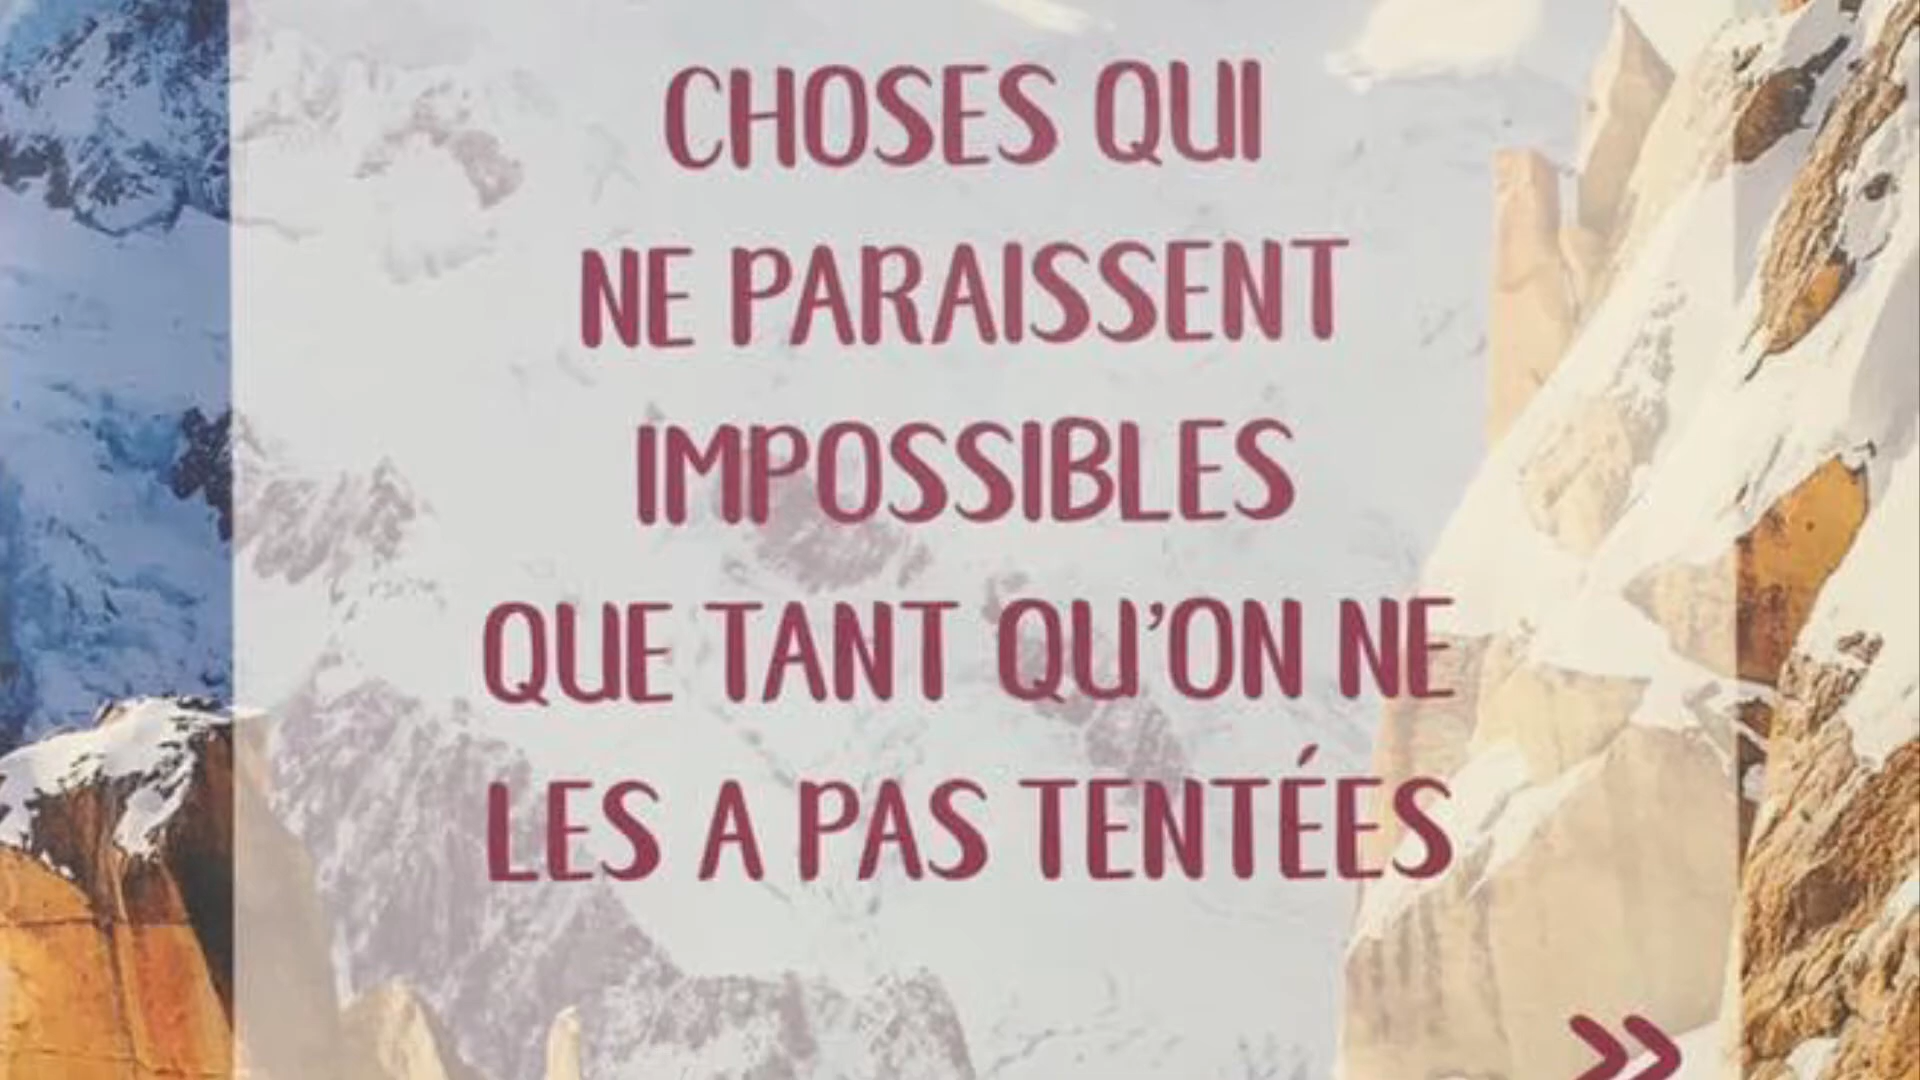 CHOSES QUI
NE PARAISSENT
IMPOSSIBLES
QUE TANT QU'ON NE
LES A PAS TENTÉES
»